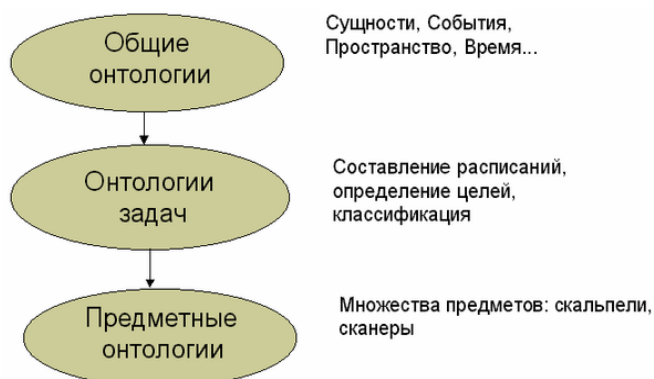 Общие
онтологии
Сущности, События,
Пространство, Время...
Онтологии
задач
Составление расписаний,
определение целей,
классификация
Предметные
онтологии
Множества предметов: скальпели,
сканеры